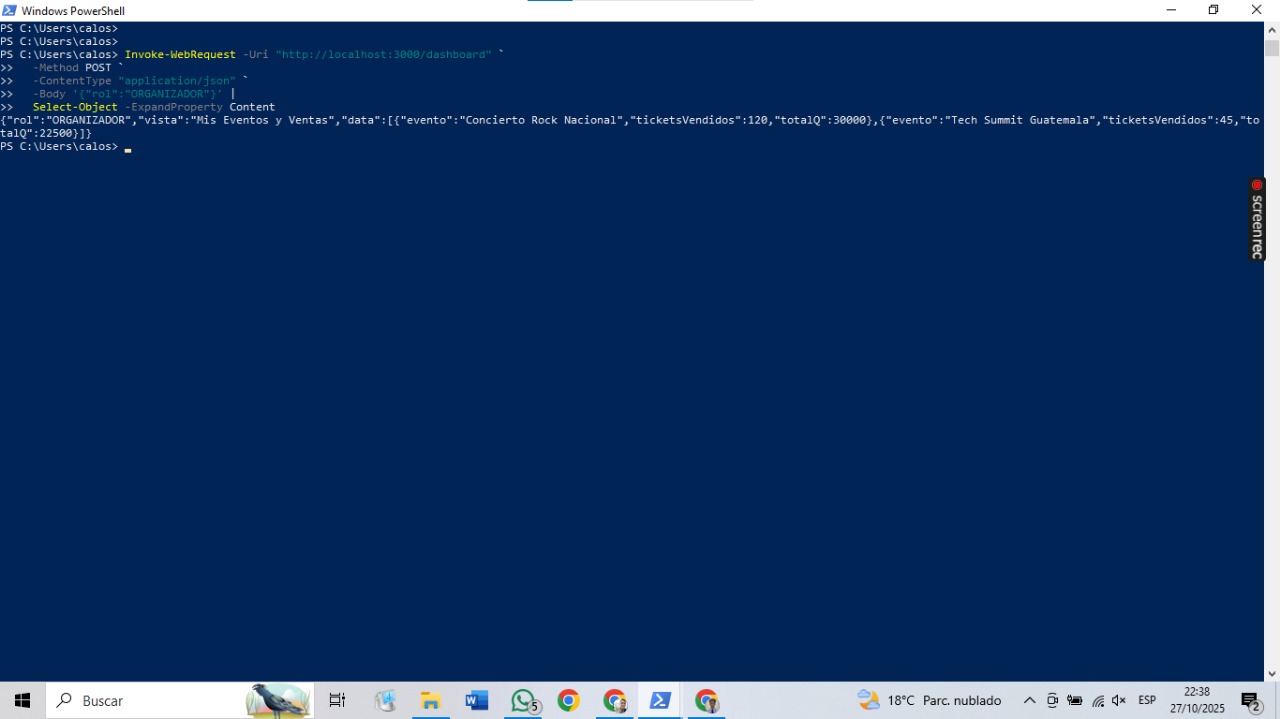 Windows PowerShell
PS C:\Users\calos>
PS C:\Users\calos>
PS C:\Users\calos> Invoke-WebRequest -Uri "http://localhost:3000/dashboard" `
>>   -Method POST `
>>   -ContentType "application/json" `
>>   -Body '{"rol":"ORGANIZADOR"}' |
>>   Select-Object -ExpandProperty Content
{"rol":"ORGANIZADOR","vista":"Mis Eventos y Ventas","data":[{"evento":"Concierto Rock Nacional","ticketsVendidos":120,"totalQ":30000},{"evento":"Tech Summit Guatemala","ticketsVendidos":45,"to
talQ":22500}]}
PS C:\Users\calos>
screenrec
Buscar
5
18°C Parc. nublado
ESP
22:38
27/10/2025
2